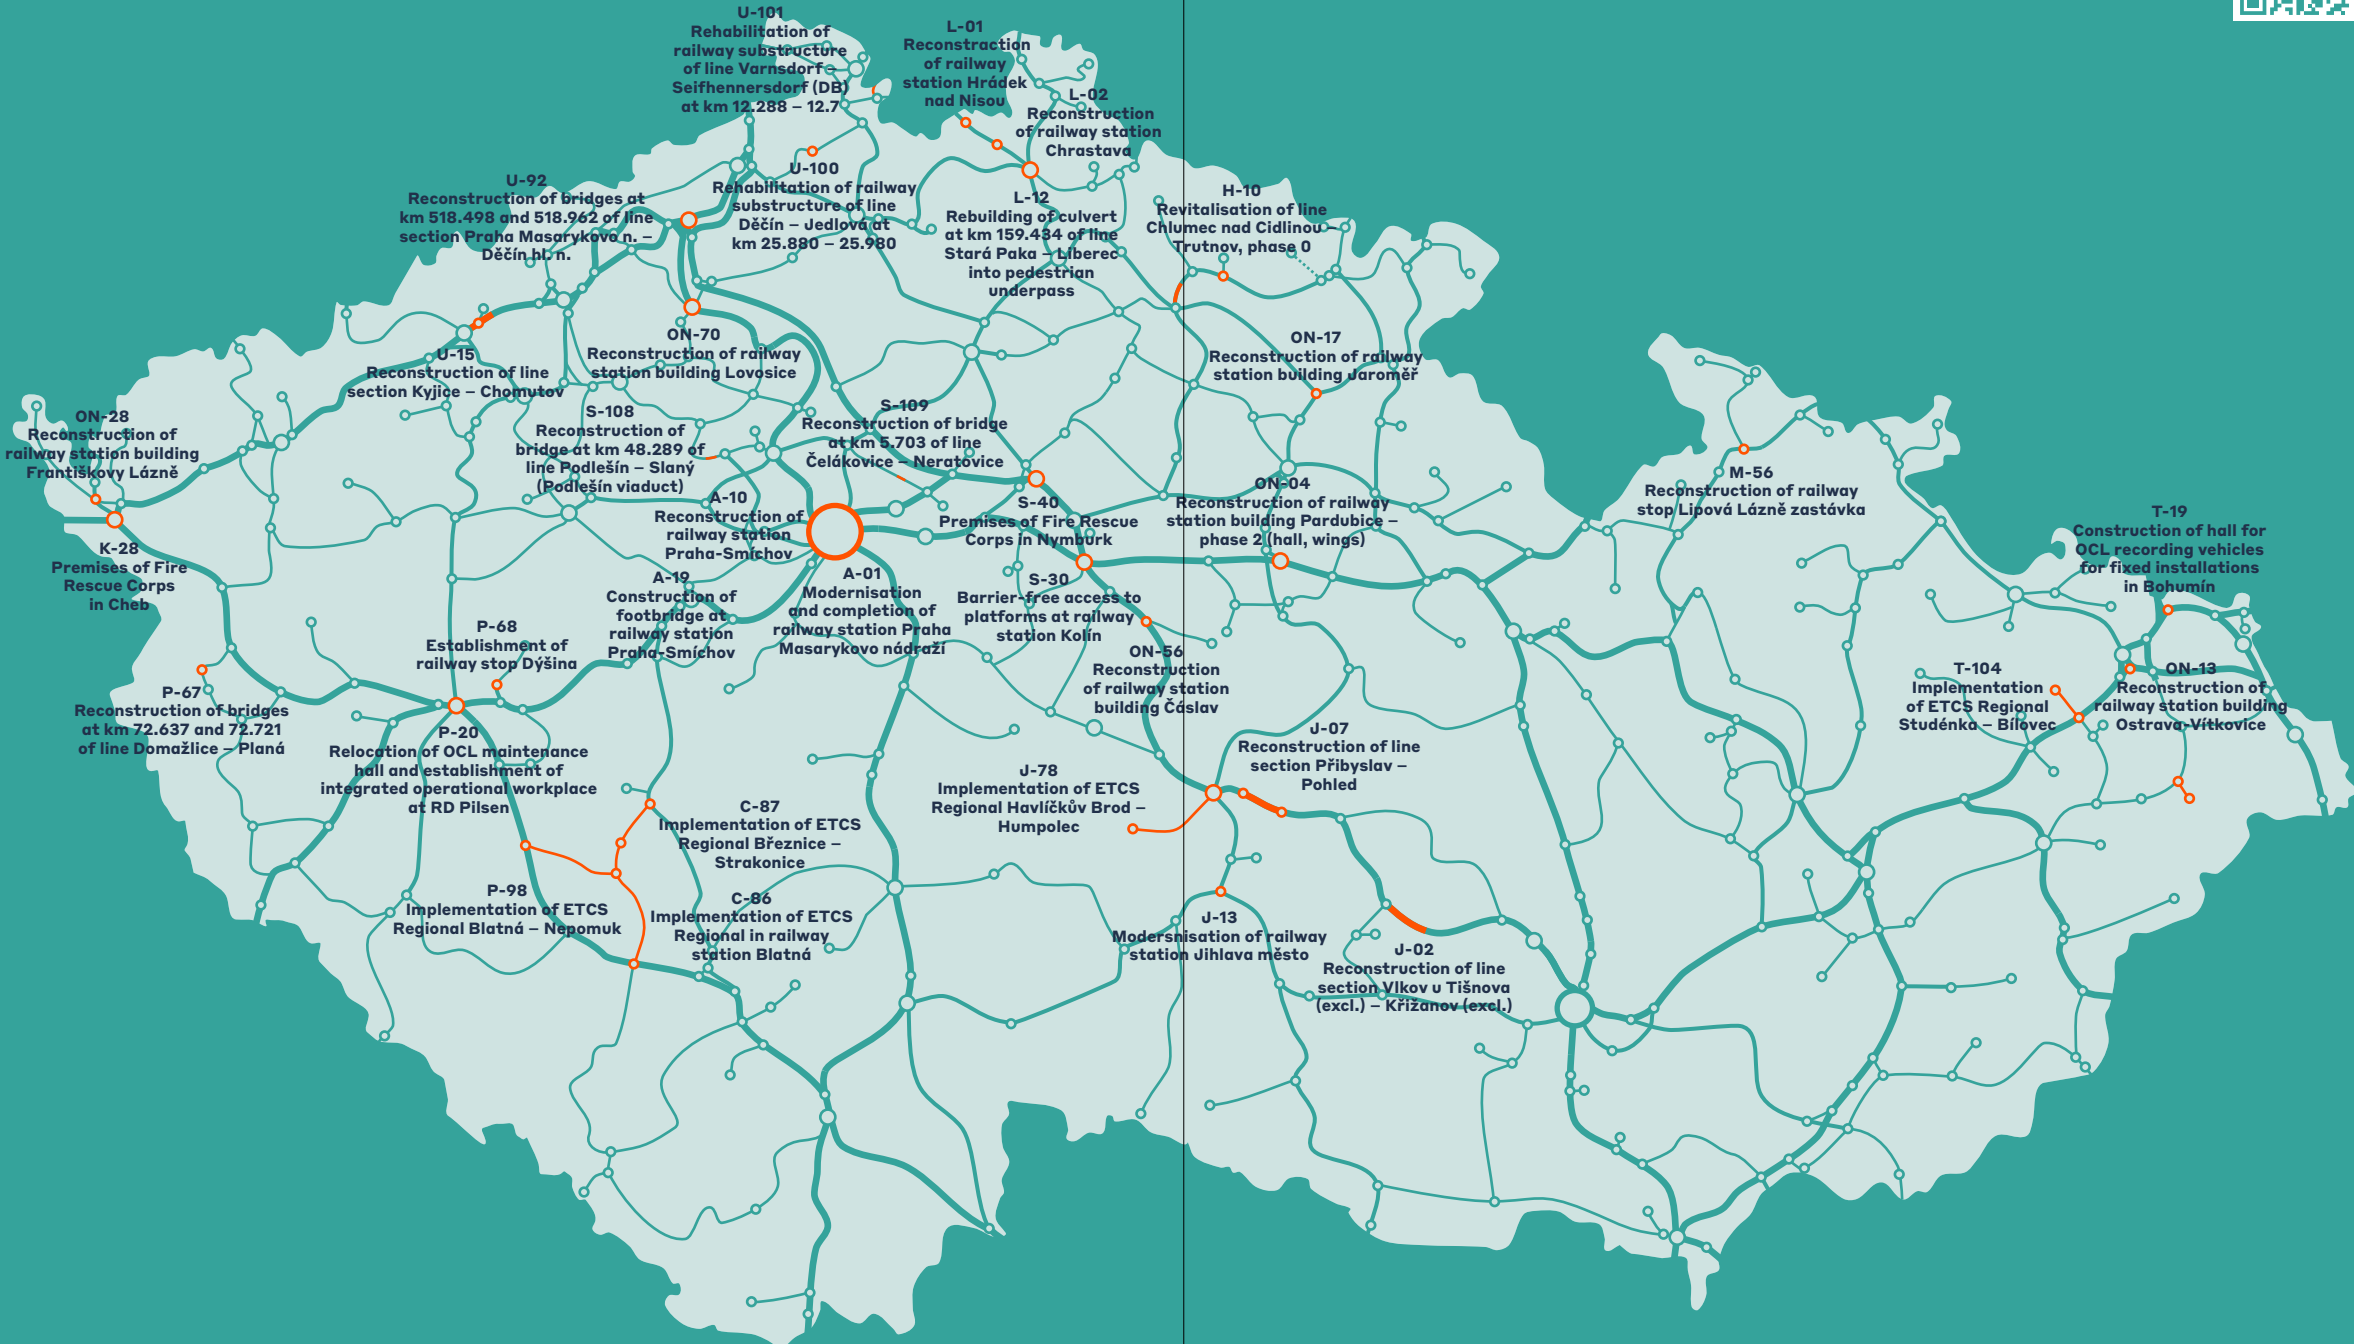 U-101
Rehabilitation of
railway substructure
of line Varnsdorf –
Seifhennersdorf (DB)
at km 12.288 – 12.7
L-01
Reconstraction
of railway
station Hrádek
nad Nisou
L-02
Reconstruction
of railway station
Chrastava
U-92
Reconstruction of bridges at
km 518.498 and 518.962 of line
section Praha Masarykovo n. –
Děčín hl. n.
U-100
Rehabilitation of railway
substructure of line
Děčín – Jedlová at
km 25.880 – 25.980
L-12
Rebuilding of culvert
at km 159.434 of line
Stará Paka – Liberec
into pedestrian
underpass
H-10
Revitalisation of line
Chlumec nad Cidlinou –
Trutnov, phase 0
U-15
Reconstruction of line
section Kyjice – Chomutov
ON-70
Reconstruction of railway
station building Lovosice
ON-17
Reconstruction of railway
station building Jaroměř
ON-28
Reconstruction of
railway station building
Františkovy Lázně
S-108
Reconstruction of
bridge at km 48.289 of
line Podlešín – Slaný
(Podlešín viaduct)
S-109
Reconstruction of bridge
at km 5.703 of line
Čelákovice – Neratovice
A-10
Reconstruction of
railway station
Praha-Smíchov
S-40
Premises of Fire Rescue
Corps in Nymburk
ON-04
Reconstruction of railway
station building Pardubice –
phase 2 (hall, wings)
M-56
Reconstruction of railway
stop Lipová Lázně zastávka
T-19
Construction of hall for
OCL recording vehicles
for fixed installations
in Bohumín
K-28
Premises of Fire
Rescue Corps
in Cheb
A-19
Construction of
footbridge at
railway station
Praha-Smíchov
A-01
Modernisation
and completion of
railway station Praha
Masarykovo nádraží
S-30
Barrier-free access to
platforms at railway
station Kolín
P-68
Establishment of
railway stop Dýšina
ON-56
Reconstruction
of railway station
building Čáslav
P-67
Reconstruction of bridges
at km 72.637 and 72.721
of line Domažlice – Planá
T-104
Implementation
of ETCS Regional
Studénka – Bílovec
ON-13
Reconstruction of
railway station building
Ostrava-Vítkovice
P-20
Relocation of OCL maintenance
hall and establishment of
integrated operational workplace
at RD Pilsen
J-07
Reconstruction of line
section Přibyslav –
Pohled
J-78
Implementation of ETCS
Regional Havlíčkův Brod –
Humpolec
C-87
Implementation of ETCS
Regional Březnice –
Strakonice
P-98
Implementation of ETCS
Regional Blatná – Nepomuk
C-86
Implementation of ETCS
Regional in railway
station Blatná
J-13
Modersnisation of railway
station Jihlava město
J-02
Reconstruction of line
section Vlkov u Tišnova
(excl.) – Křižanov (excl.)